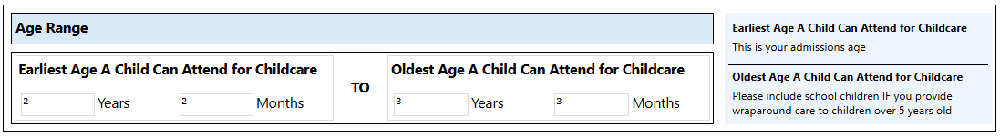 Age Range
Earliest Age A Child Can Attend for Childcare
2 Years 2 Months
TO
Oldest Age A Child Can Attend for Childcare
3 Years 3 Months
Earliest Age A Child Can Attend for Childcare
This is your admissions age
Oldest Age A Child Can Attend for Childcare
Please include school children IF you provide
wraparound care to children over 5 years old